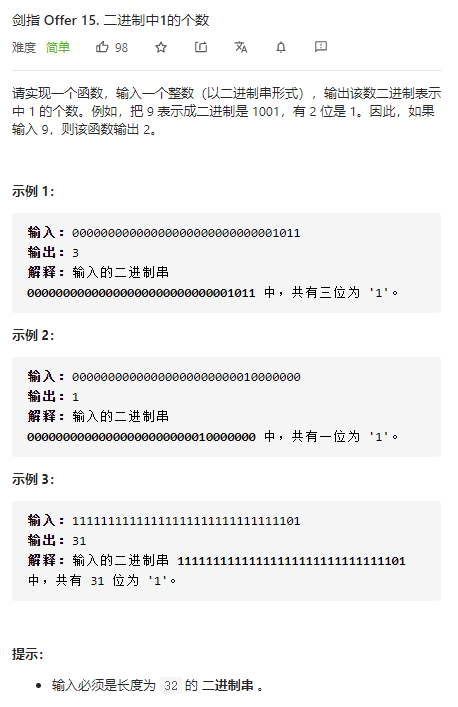 剑指 Offer 15. 二进制中1的个数
难度 简单 98
请实现一个函数，输入一个整数（以二进制串形式），输出该数二进制表示
中 1 的个数。例如，把 9 表示成二进制是 1001，有 2 位是 1。因此，如果
输入 9，则该函数输出 2。
示例 1：
输入：00000000000000000000000000001011
输出：3
解释：输入的二进制串
00000000000000000000000000001011 中，共有三位为 '1'。
示例 2：
输入：00000000000000000000000010000000
输出：1
解释：输入的二进制串
00000000000000000000000010000000 中，共有一位为 '1'。
示例 3：
输入：11111111111111111111111111111101
输出：31
解释：输入的二进制串 11111111111111111111111111111101
中，共有 31 位为 '1'。
提示：
• 输入必须是长度为 32 的 二进制串 。